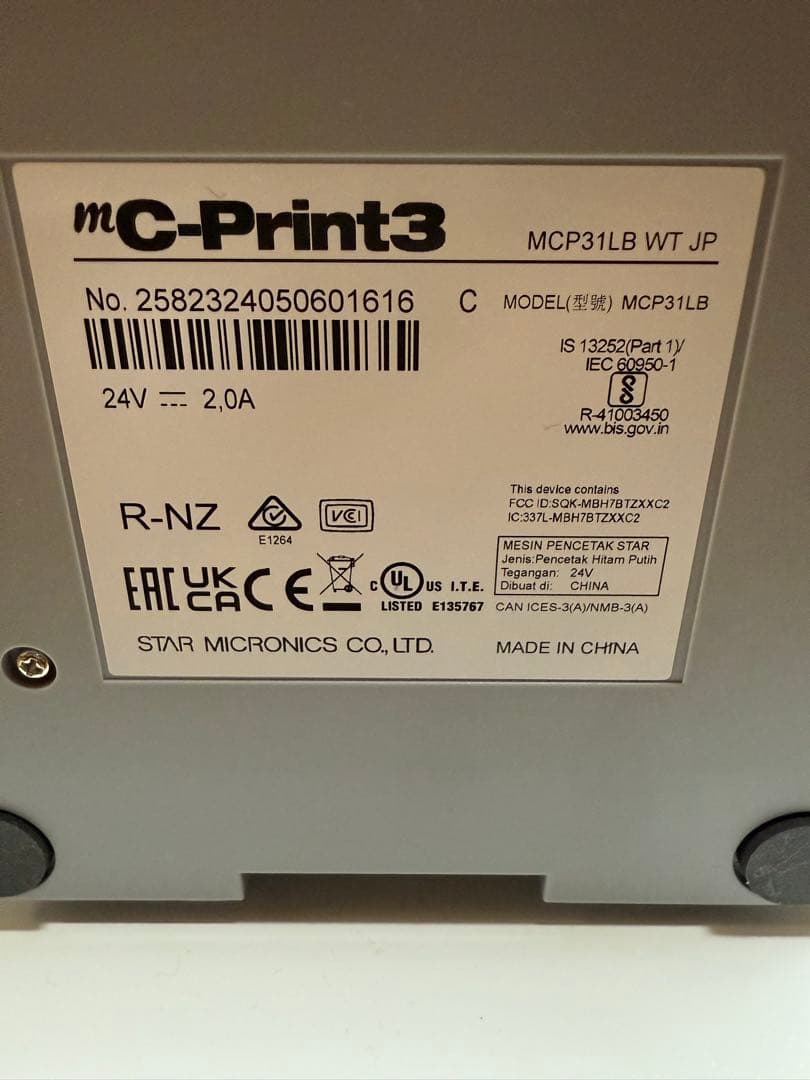 mC-Print3
MCP31LB WT JP
No. 2582324050601616 C
MODEL(型號) MCP31LB
24V ⎓ 2,0A
IS 13252(Part 1)/
IEC 60950-1
R-41003450
www.bis.gov.in
R-NZ
E1264
VCI
This device contains
FCC ID:SQK-MBH7BTZXXC2
IC:337L-MBH7BTZXXC2
MESIN PENCETAK STAR
Jenis:Pencetak Hitam Putih
Tegangan: 24V
Dibuat di: CHINA
EAC UK CA CE
C UL US I.T.E.
LISTED E135767
CAN ICES-3(A)/NMB-3(A)
STAR MICRONICS CO., LTD.
MADE IN CHINA